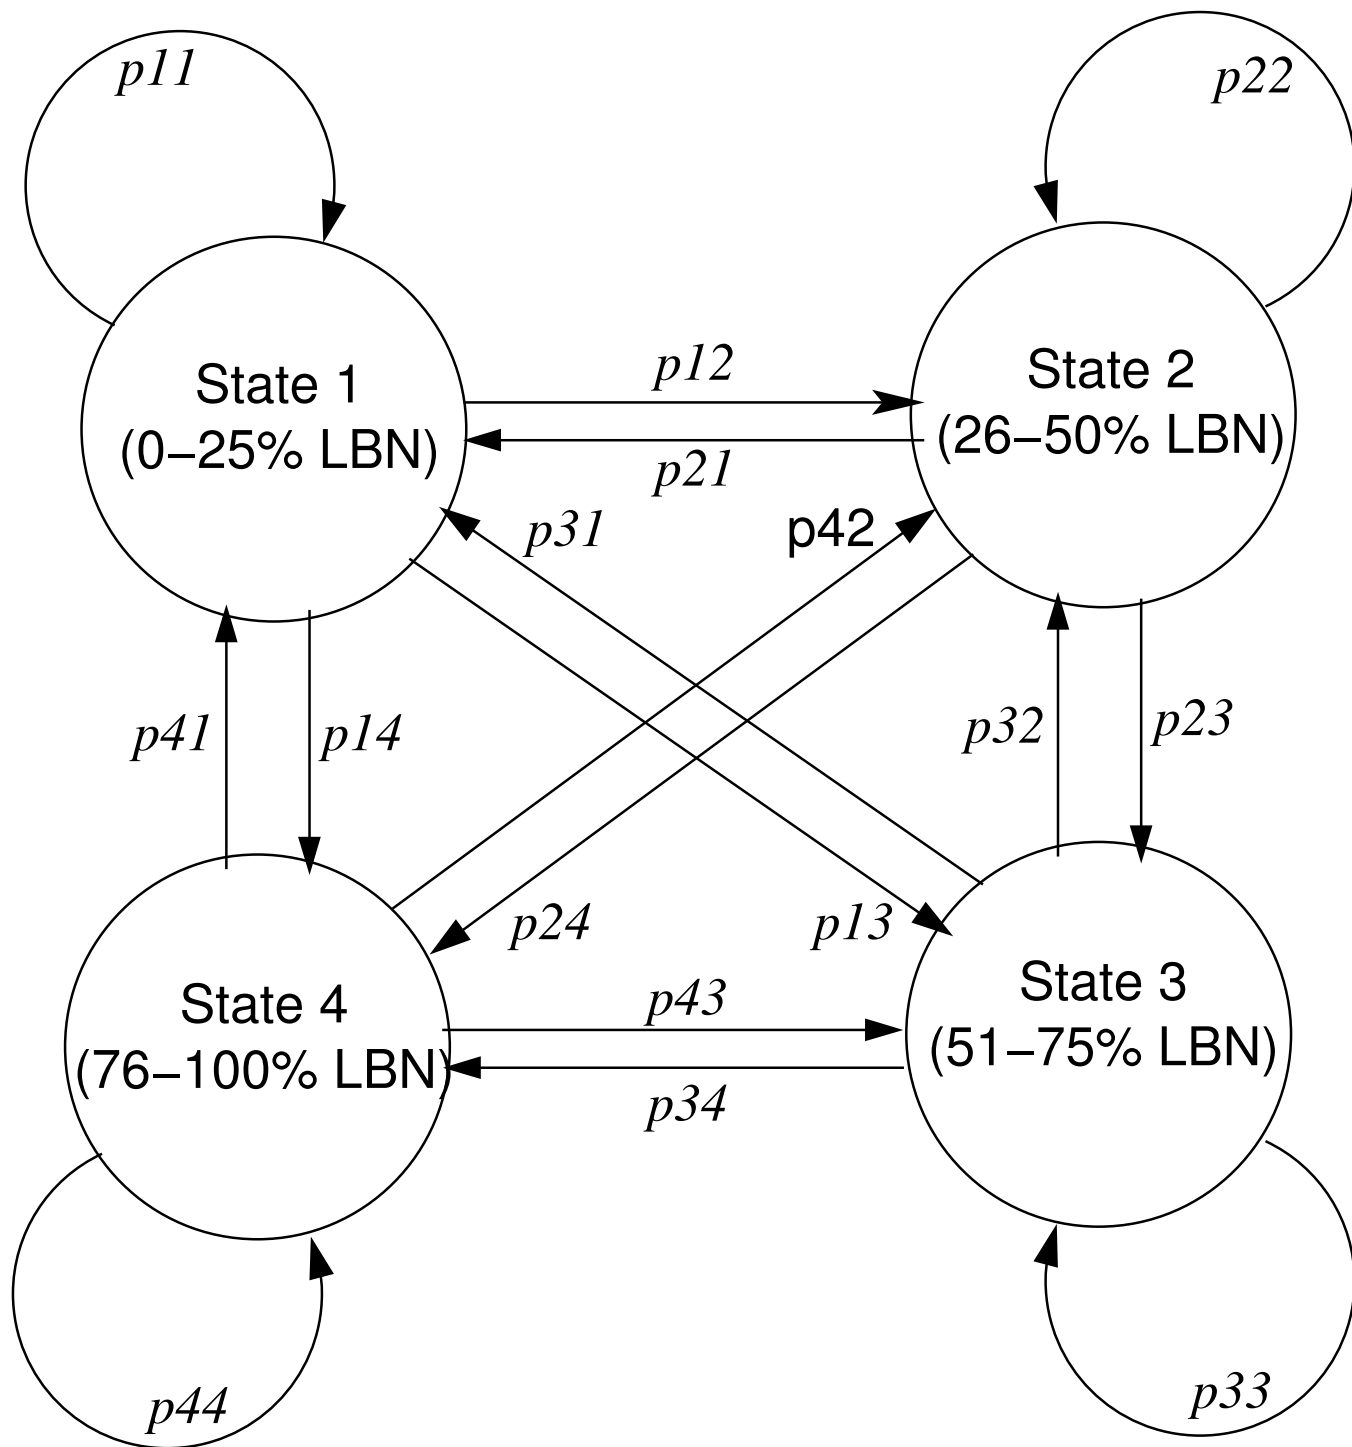 p11
p22
State 1
(0–25% LBN)
p12
State 2
(26–50% LBN)
p21
p31
p42
p41
p14
p32
p23
p24
p13
State 4
(76–100% LBN)
p43
State 3
(51–75% LBN)
p34
p44
p33